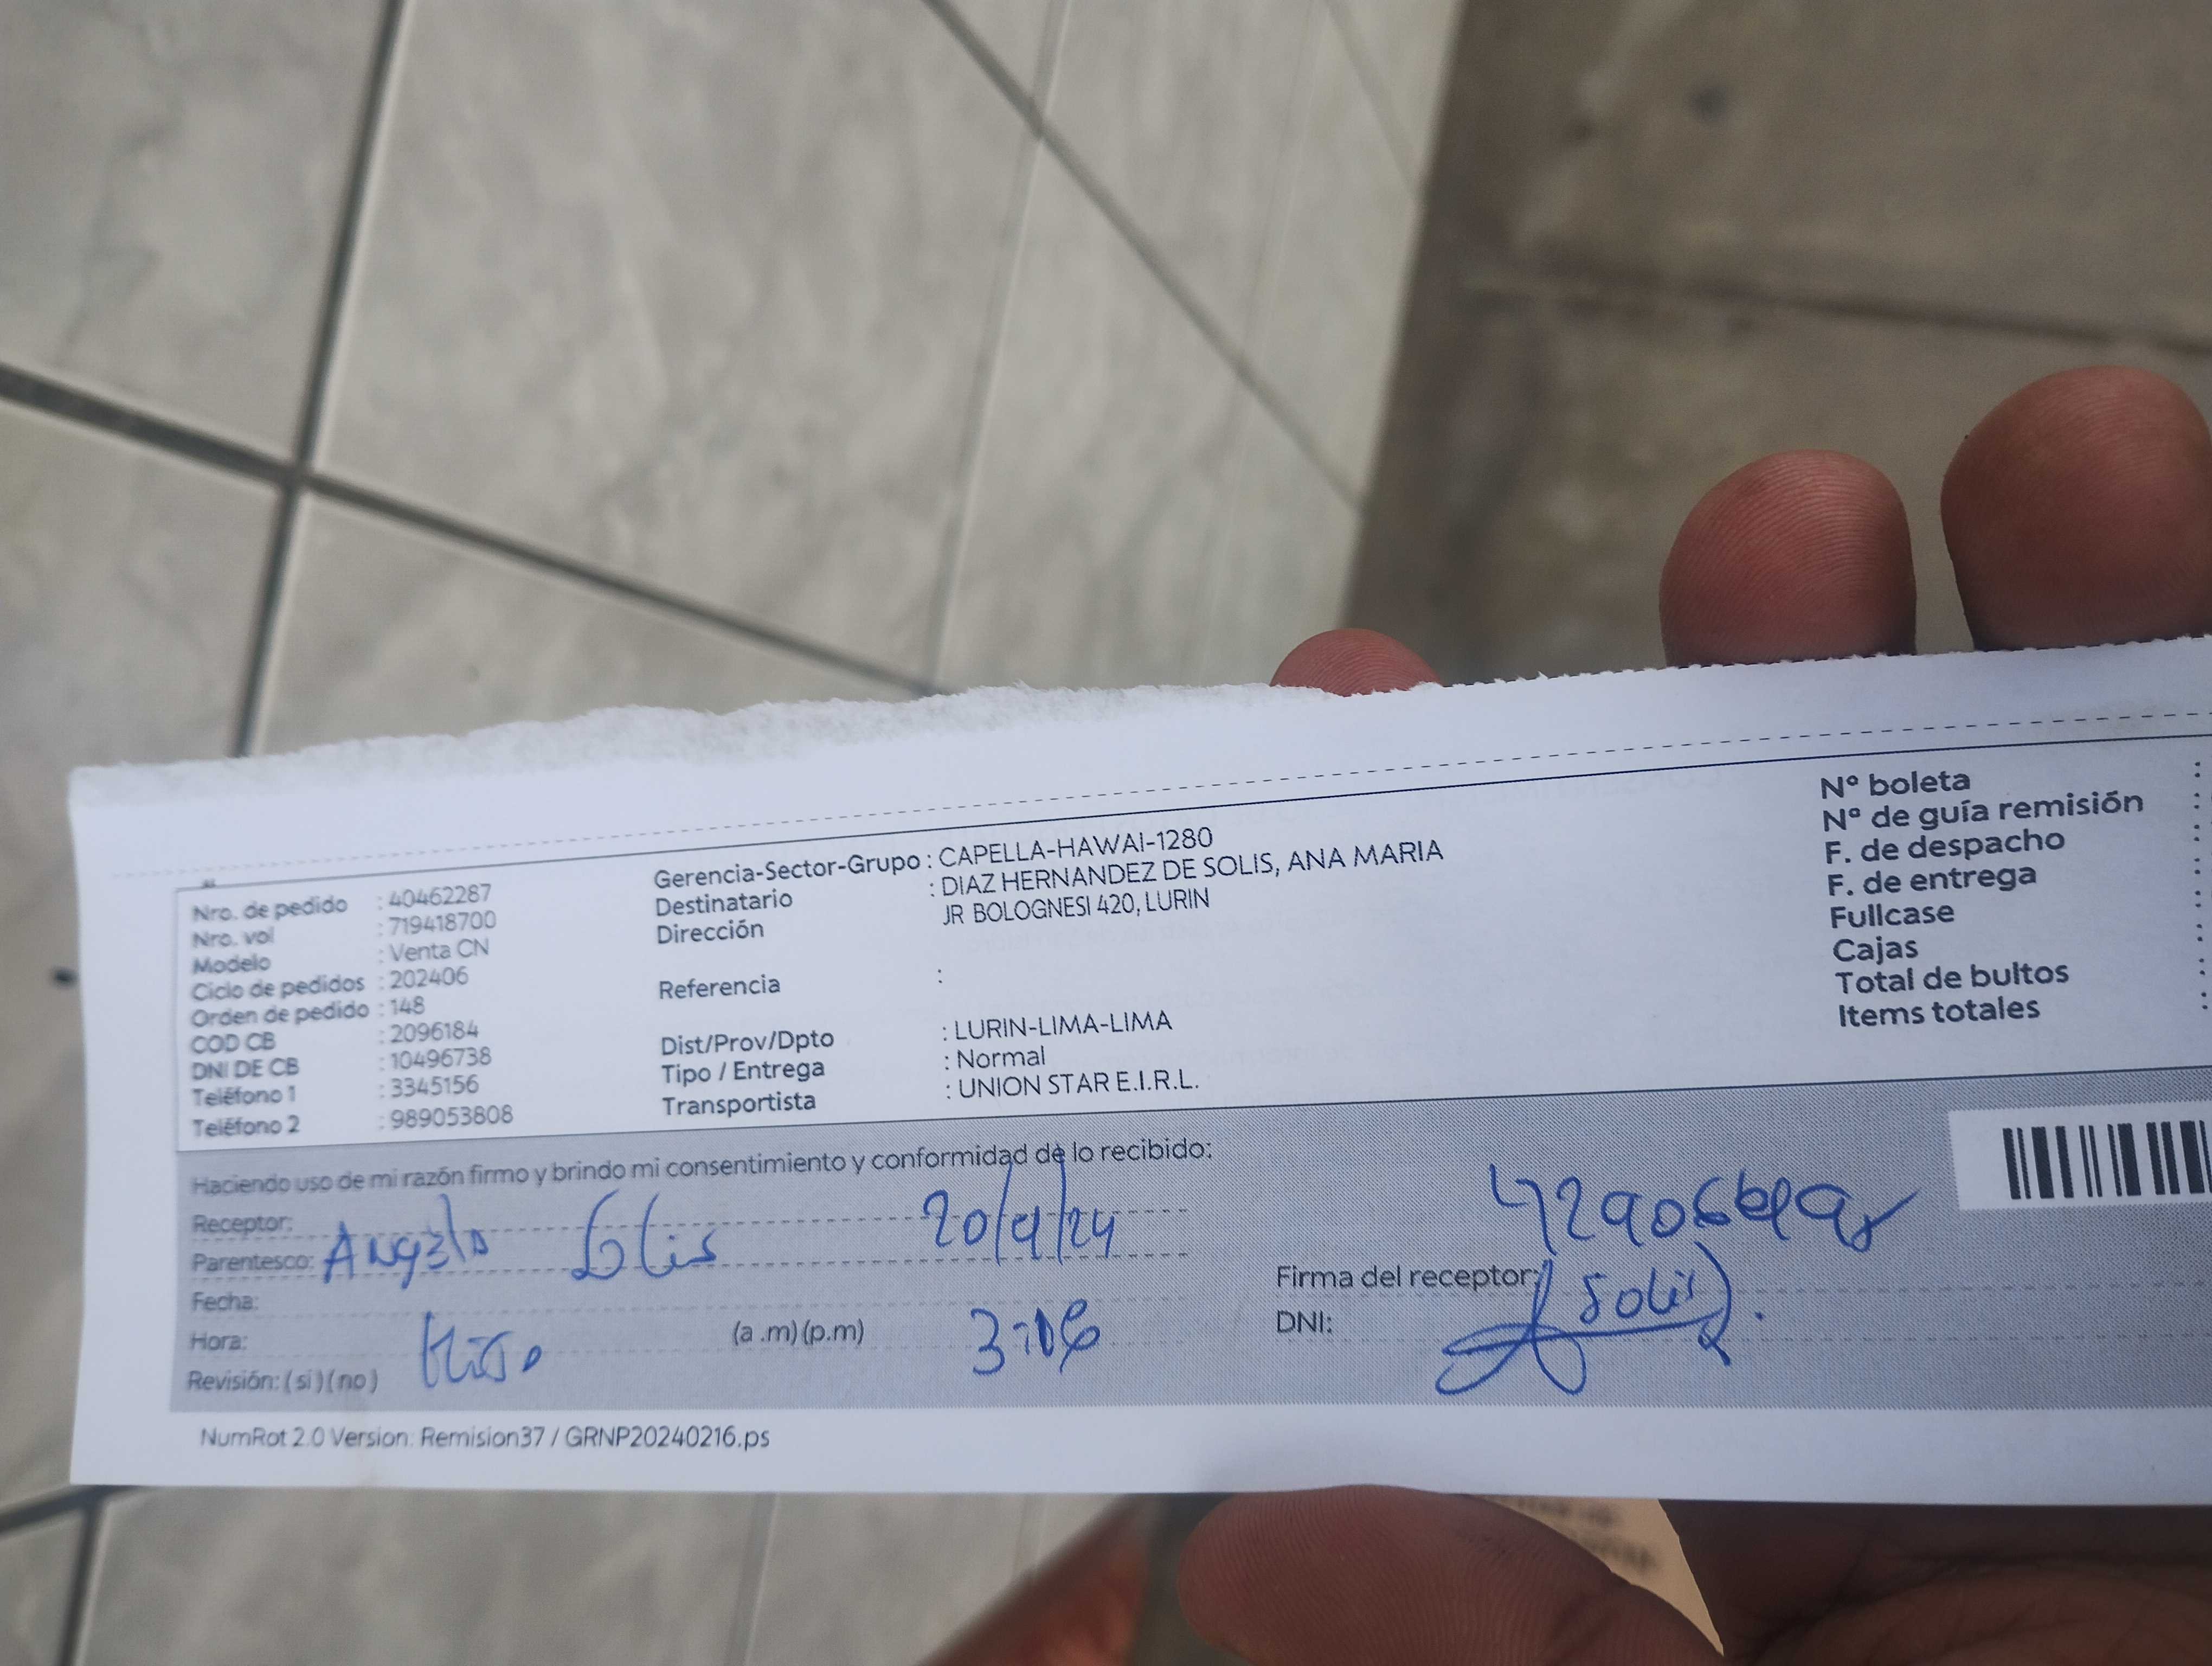 Nro. de pedido : 40462287
Nro. vol : 719418700
Modelo : Venta CN
Ciclo de pedidos : 202406
Orden de pedido : 148
COD CB : 2096184
DNI DE CB : 10496738
Teléfono 1 : 3345156
Teléfono 2 : 989053808
Gerencia-Sector-Grupo : CAPELLA-HAWAI-1280
Destinatario : DIAZ HERNANDEZ DE SOLIS, ANA MARIA
Dirección JR BOLOGNESI 420, LURIN
Referencia :
Dist/Prov/Dpto : LURIN-LIMA-LIMA
Tipo / Entrega : Normal
Transportista : UNION STAR E.I.R.L.
Nº boleta :
Nº de guía remisión :
F. de despacho :
F. de entrega :
Fullcase :
Cajas :
Total de bultos :
Items totales :
Haciendo uso de mi razón firmo y brindo mi consentimiento y conformidad de lo recibido:
Receptor:
Parentesco: Angelo
Fecha:
Hora: (a .m) (p.m)
Revisión: ( si ) ( no )
Firma del receptor: Solis
DNI:
NumRot 2.0 Version: Remision37 / GRNP20240216.ps